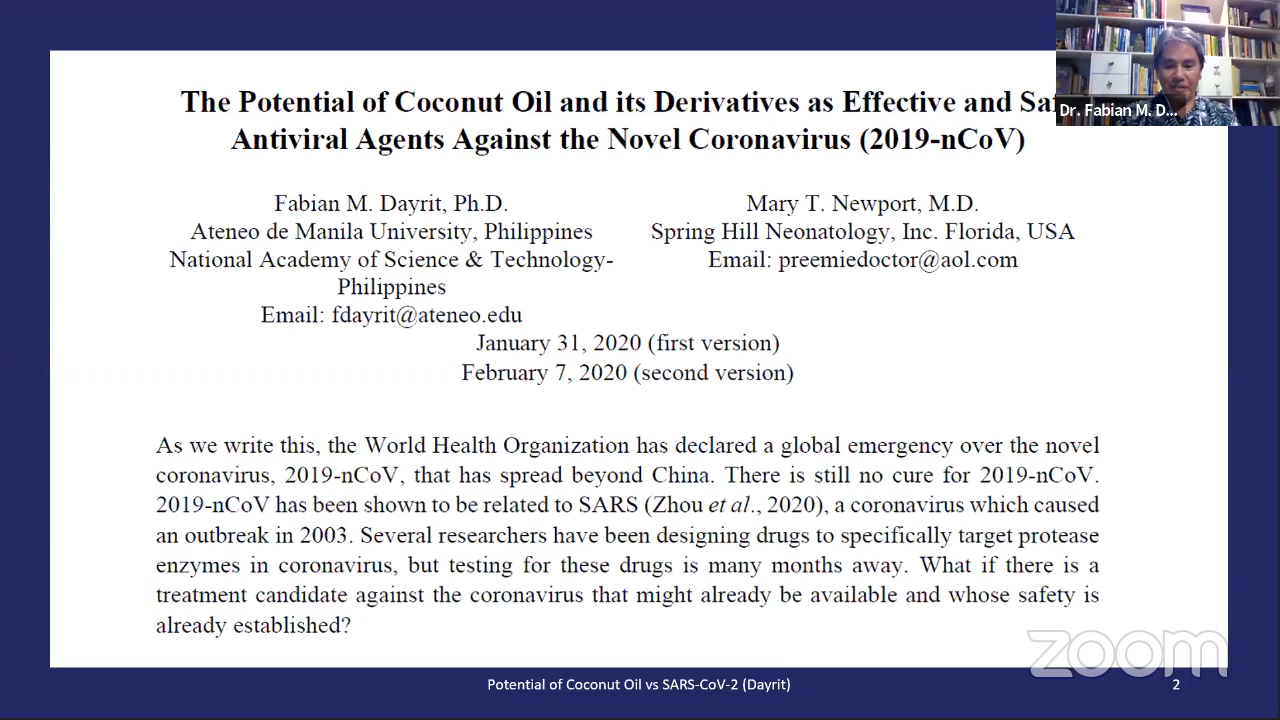 The Potential of Coconut Oil and its Derivatives as Effective and
Antiviral Agents Against the Novel Coronavirus (2019-nCoV)
Dr. Fabian M. D...
Fabian M. Dayrit, Ph.D.
Ateneo de Manila University, Philippines
National Academy of Science & Technology-
Philippines
Email: fdayrit@ateneo.edu
Mary T. Newport, M.D.
Spring Hill Neonatology, Inc. Florida, USA
Email: preemiedoctor@aol.com
January 31, 2020 (first version)
February 7, 2020 (second version)
As we write this, the World Health Organization has declared a global emergency over the novel
coronavirus, 2019-nCoV, that has spread beyond China. There is still no cure for 2019-nCoV.
2019-nCoV has been shown to be related to SARS (Zhou et al., 2020), a coronavirus which caused
an outbreak in 2003. Several researchers have been designing drugs to specifically target protease
enzymes in coronavirus, but testing for these drugs is many months away. What if there is a
treatment candidate against the coronavirus that might already be available and whose safety is
already established?
zoom
Potential of Coconut Oil vs SARS-CoV-2 (Dayrit)
2